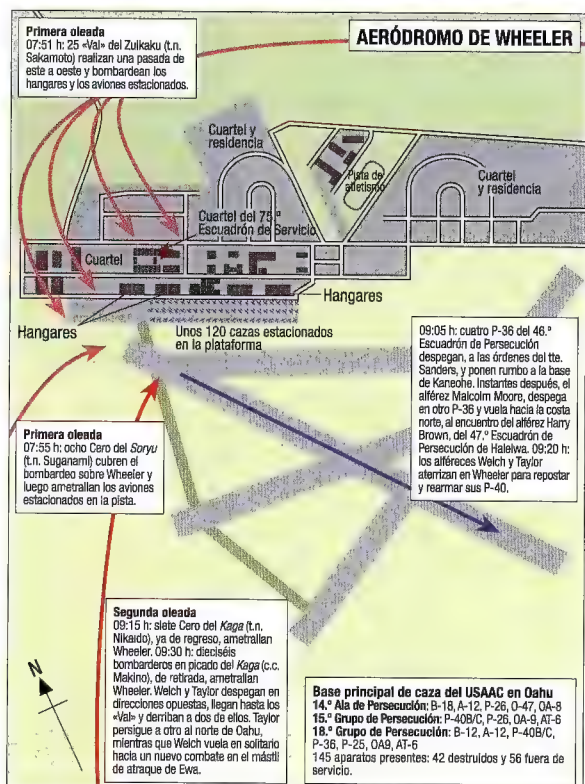 Primera oleada
07:51 h: 25 «Val» del Zuikaku (t.n.
Sakamoto) realizan una pasada de
este a oeste y bombardean los
hangares y los aviones estacionados.
AERÓDROMO DE WHEELER
Cuartel y
residencia
Pista de
atletismo
Cuartel
y residencia
Cuartel del 75.º
Escuadrón de Servicio
Cuartel
Hangares
Hangares
Unos 120 cazas estacionados
en la plataforma
09:05 h: cuatro P-36 del 46.º
Escuadrón de Persecución
despegan, a las órdenes del tte.
Sanders, y ponen rumbo a la base
de Kaneohe. Instantes después, el
alférez Malcolm Moore, despega
en otro P-36 y vuela hacia la costa
norte, al encuentro del alférez Harry
Brown, del 47.º Escuadrón de
Persecución de Haleiwa. 09:20 h:
los alféreces Welch y Taylor
aterrizan en Wheeler para repostar
y rearmar sus P-40.
Primera oleada
07:55 h: ocho Cero del Soryu
(t.n. Suganami) cubren el
bombardeo sobre Wheeler y
luego ametrallan los aviones
estacionados en la pista.
Segunda oleada
09:15 h: siete Cero del Kaga (t.n.
Nikaido), ya de regreso, ametrallan
Wheeler. 09:30 h: dieciséis
bombarderos en picado del Kaga (c.c.
Makino), de retirada, ametrallan
Wheeler. Welch y Taylor despegan en
direcciones opuestas, llegan hasta los
«Val» y derriban a dos de ellos. Taylor
persigue a otro al norte de Oahu,
mientras que Welch vuela en solitario
hacia un nuevo combate en el mástil
de atraque de Ewa.
N
Base principal de caza del USAAC en Oahu
14.º Ala de Persecución: B-18, A-12, P-26, O-47, OA-8
15.º Grupo de Persecución: P-40B/C, P-26, OA-9, AT-6
18.º Grupo de Persecución: B-12, A-12, P-40B/C,
P-36, P-25, OA9, AT-6
145 aparatos presentes: 42 destruidos y 56 fuera de
servicio.